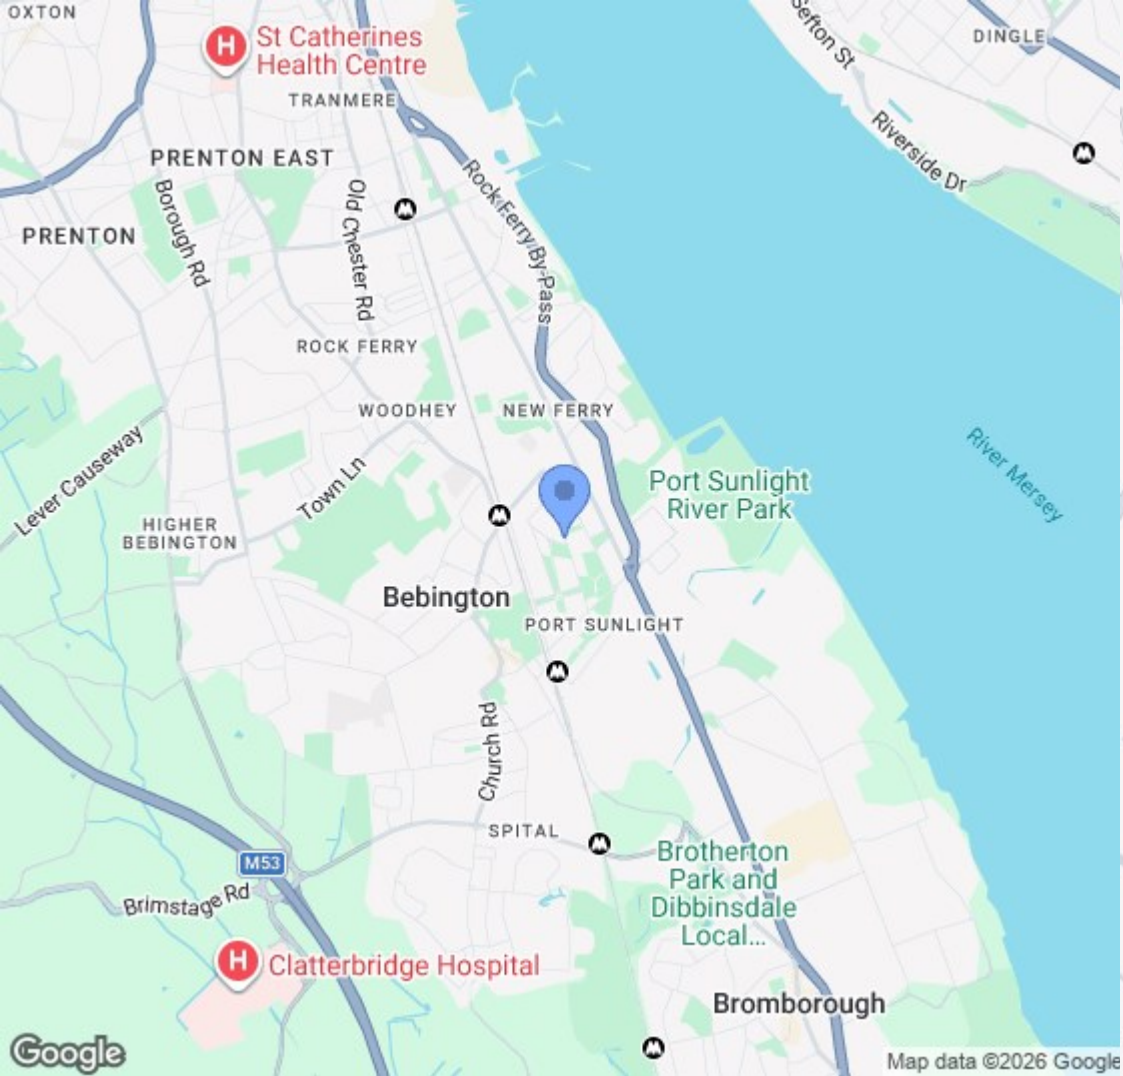 OXTON
St Catherines
Health Centre
H
TRANMERE
Sefton St
DINGLE
PRENTON EAST
Riverside Dr
Borough Rd
Old Chester Rd
Rock Ferry By-Pass
PRENTON
ROCK FERRY
WOODHEY
NEW FERRY
Lever Causeway
Town Ln
River Mersey
Port Sunlight
River Park
HIGHER
BEBINGTON
Bebington
PORT SUNLIGHT
Church Rd
SPITAL
M53
Brotherton
Park and
Dibbinsdale
Local...
Brimstage Rd
H
Clatterbridge Hospital
Bromborough
Google
Map data ©2026 Google